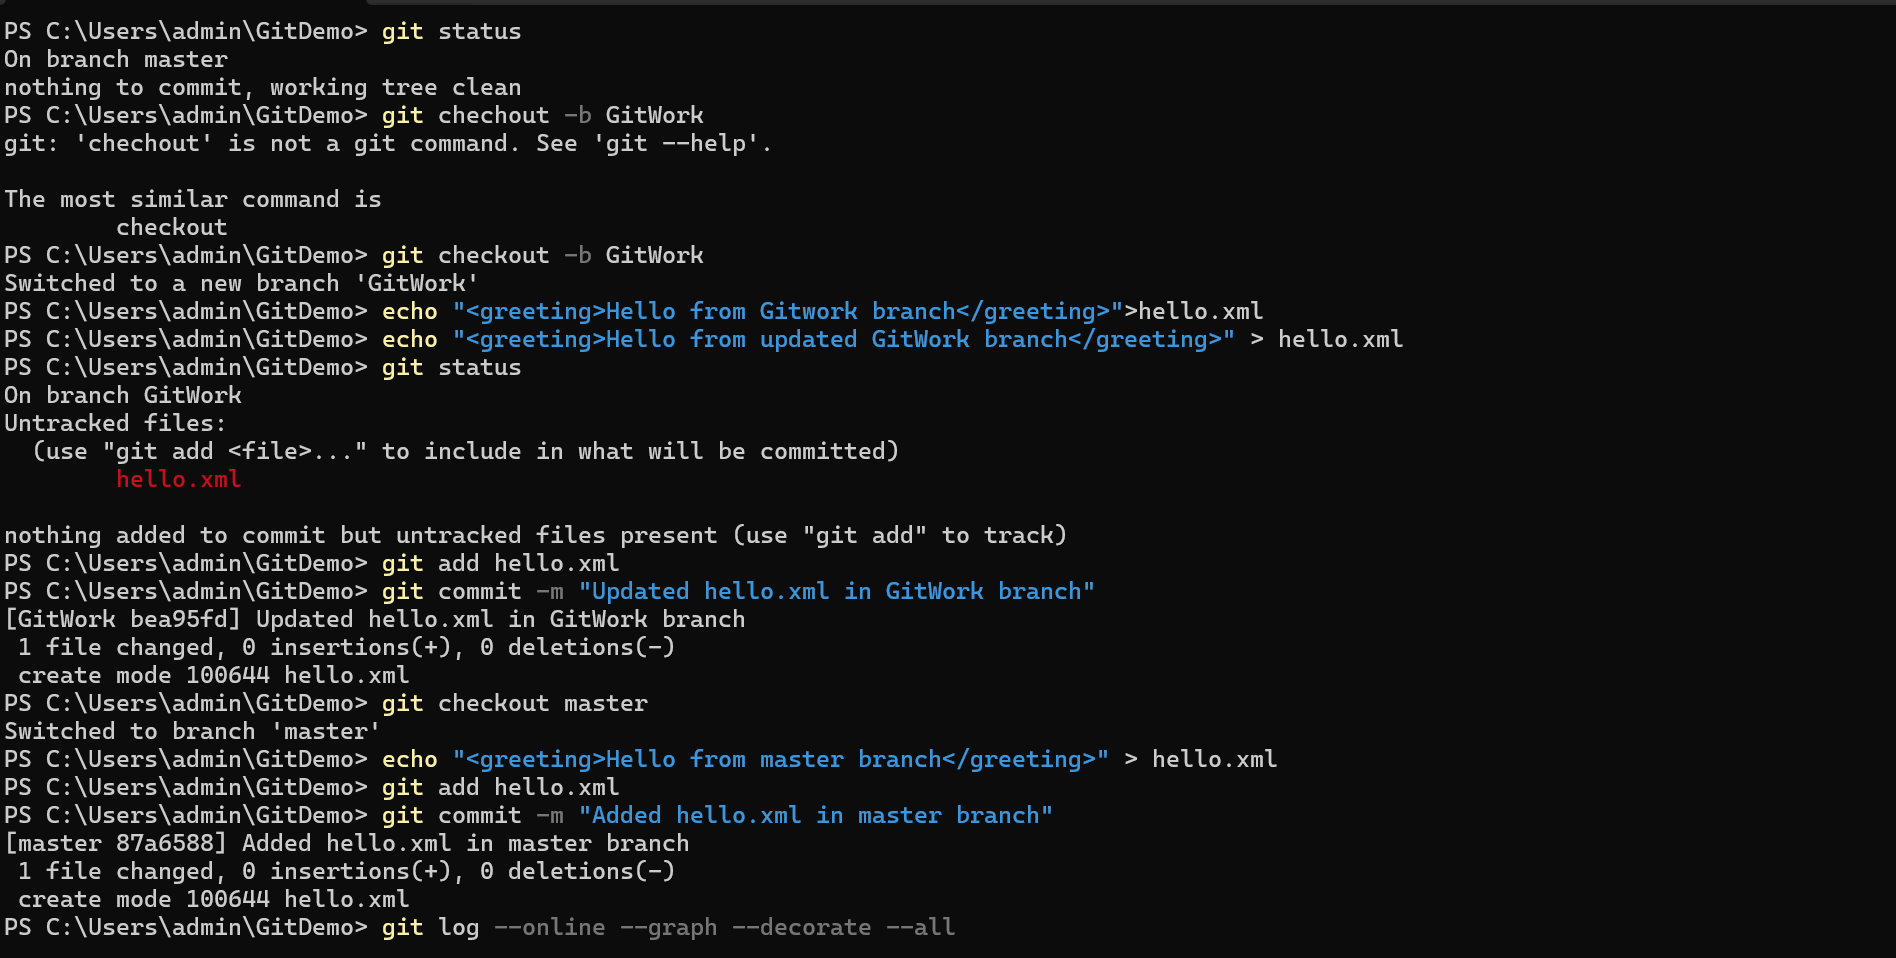 PS C:\Users\admin\GitDemo> git status
On branch master
nothing to commit, working tree clean
PS C:\Users\admin\GitDemo> git chechout -b GitWork
git: 'chechout' is not a git command. See 'git --help'.

The most similar command is
        checkout
PS C:\Users\admin\GitDemo> git checkout -b GitWork
Switched to a new branch 'GitWork'
PS C:\Users\admin\GitDemo> echo "<greeting>Hello from Gitwork branch</greeting>">hello.xml
PS C:\Users\admin\GitDemo> echo "<greeting>Hello from updated GitWork branch</greeting>" > hello.xml
PS C:\Users\admin\GitDemo> git status
On branch GitWork
Untracked files:
  (use "git add <file>..." to include in what will be committed)
        hello.xml

nothing added to commit but untracked files present (use "git add" to track)
PS C:\Users\admin\GitDemo> git add hello.xml
PS C:\Users\admin\GitDemo> git commit -m "Updated hello.xml in GitWork branch"
[GitWork bea95fd] Updated hello.xml in GitWork branch
 1 file changed, 0 insertions(+), 0 deletions(-)
 create mode 100644 hello.xml
PS C:\Users\admin\GitDemo> git checkout master
Switched to branch 'master'
PS C:\Users\admin\GitDemo> echo "<greeting>Hello from master branch</greeting>" > hello.xml
PS C:\Users\admin\GitDemo> git add hello.xml
PS C:\Users\admin\GitDemo> git commit -m "Added hello.xml in master branch"
[master 87a6588] Added hello.xml in master branch
 1 file changed, 0 insertions(+), 0 deletions(-)
 create mode 100644 hello.xml
PS C:\Users\admin\GitDemo> git log --online --graph --decorate --all